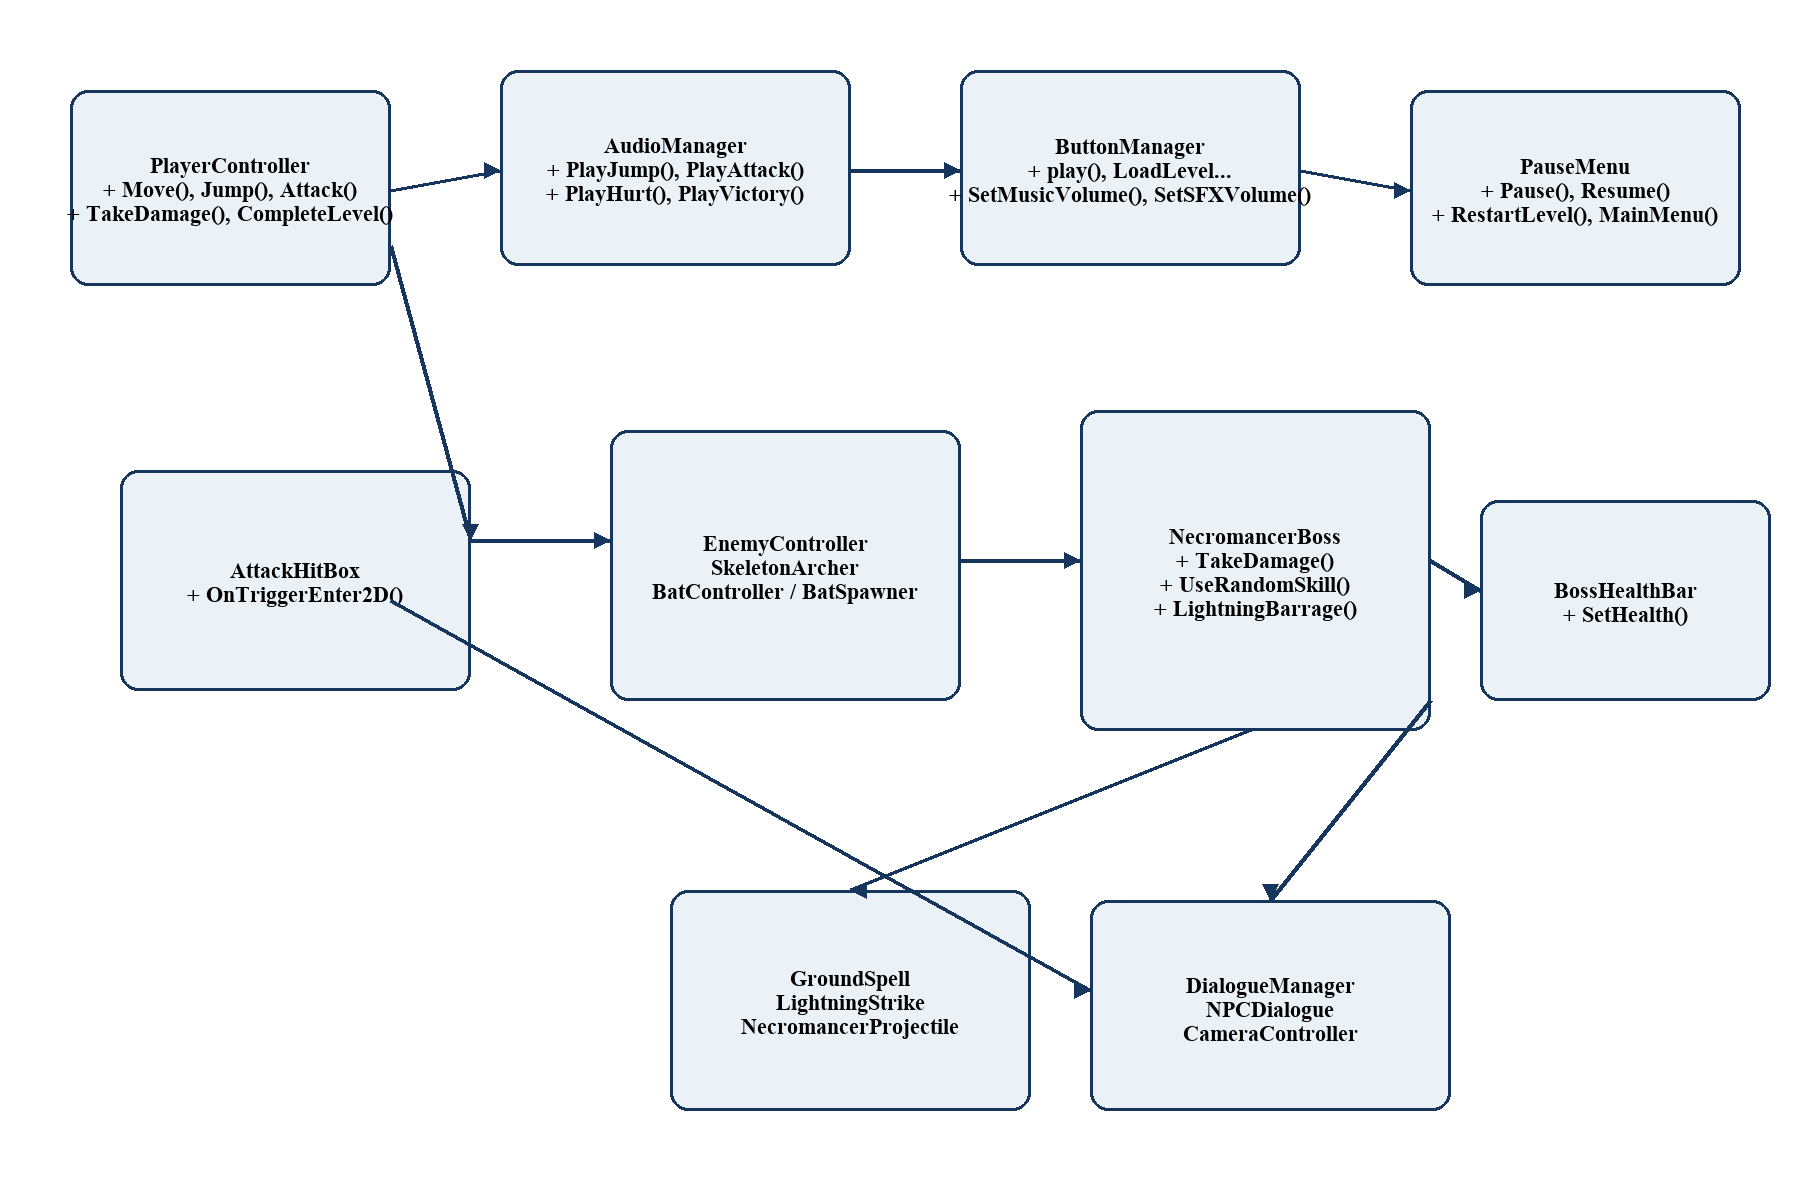 PlayerController
+ Move(), Jump(), Attack()
+ TakeDamage(), CompleteLevel()
AudioManager
+ PlayJump(), PlayAttack()
+ PlayHurt(), PlayVictory()
ButtonManager
+ play(), LoadLevel...
+ SetMusicVolume(), SetSFXVolume()
PauseMenu
+ Pause(), Resume()
+ RestartLevel(), MainMenu()
AttackHitBox
+ OnTriggerEnter2D()
EnemyController
SkeletonArcher
BatController / BatSpawner
NecromancerBoss
+ TakeDamage()
+ UseRandomSkill()
+ LightningBarrage()
BossHealthBar
+ SetHealth()
GroundSpell
LightningStrike
NecromancerProjectile
DialogueManager
NPCDialogue
CameraController